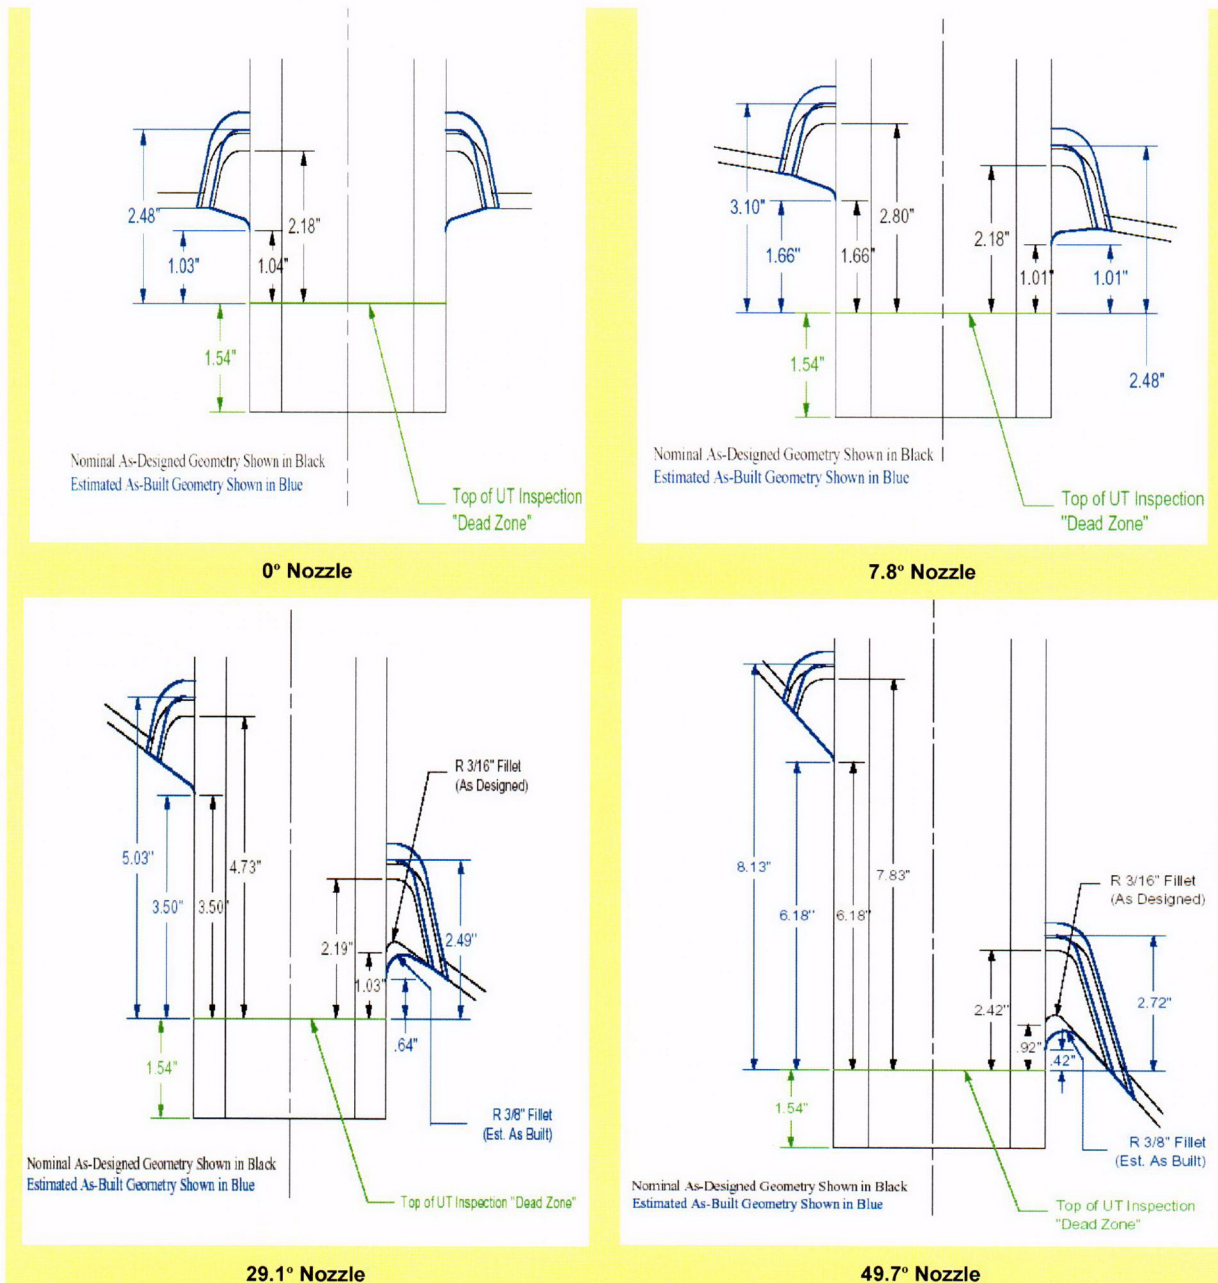 2.48"
2.18"
1.03"
1.04"
1.54"
Nominal As-Designed Geometry Shown in Black
Estimated As-Built Geometry Shown in Blue
Top of UT Inspection
"Dead Zone"
0° Nozzle
3.10"
2.80"
2.18"
1.66"
1.66"
1.01"
1.01"
1.54"
2.48"
Nominal As-Designed Geometry Shown in Black
Estimated As-Built Geometry Shown in Blue
Top of UT Inspection
"Dead Zone"
7.8° Nozzle
R 3/16" Fillet
(As Designed)
5.03"
4.73"
3.50"
3.50"
2.19"
2.49"
1.03"
.64"
1.54"
R 3/8" Fillet
(Est. As Built)
Nominal As-Designed Geometry Shown in Black
Estimated As-Built Geometry Shown in Blue
Top of UT Inspection "Dead Zone"
29.1° Nozzle
8.13"
7.83"
R 3/16" Fillet
(As Designed)
6.18"
6.18"
2.42"
2.72"
.92"
.42"
1.54"
R 3/8" Fillet
(Est. As Built)
Nominal As-Designed Geometry Shown in Black
Estimated As-Built Geometry Shown in Blue
Top of UT Inspection
"Dead Zone"
49.7° Nozzle